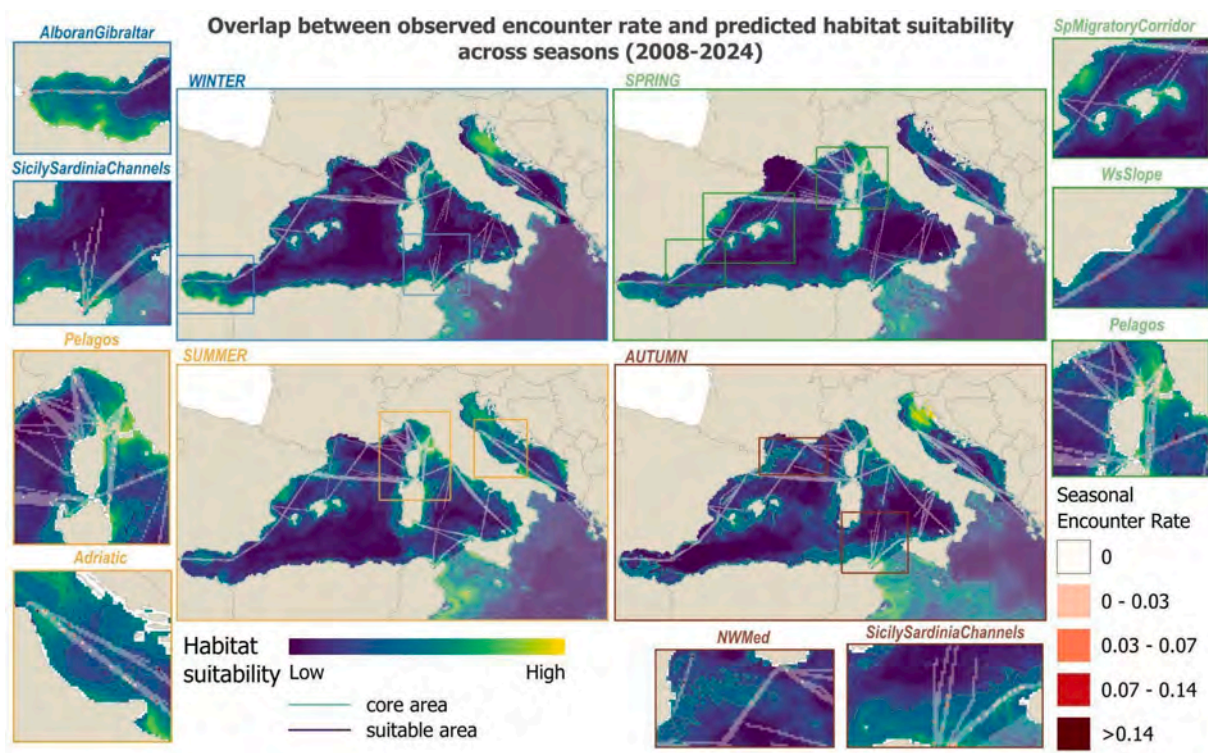 Overlap between observed encounter rate and predicted habitat suitability
across seasons (2008-2024)
AlboranGibraltar
SpMigratoryCorridor
WINTER
SPRING
SicilySardiniaChannels
WsSlope
Pelagos
SUMMER
AUTUMN
Pelagos
Adriatic
Seasonal
Encounter Rate
0
0 - 0.03
0.03 - 0.07
0.07 - 0.14
>0.14
Habitat
suitability
Low
High
core area
suitable area
NWMed
SicilySardiniaChannels